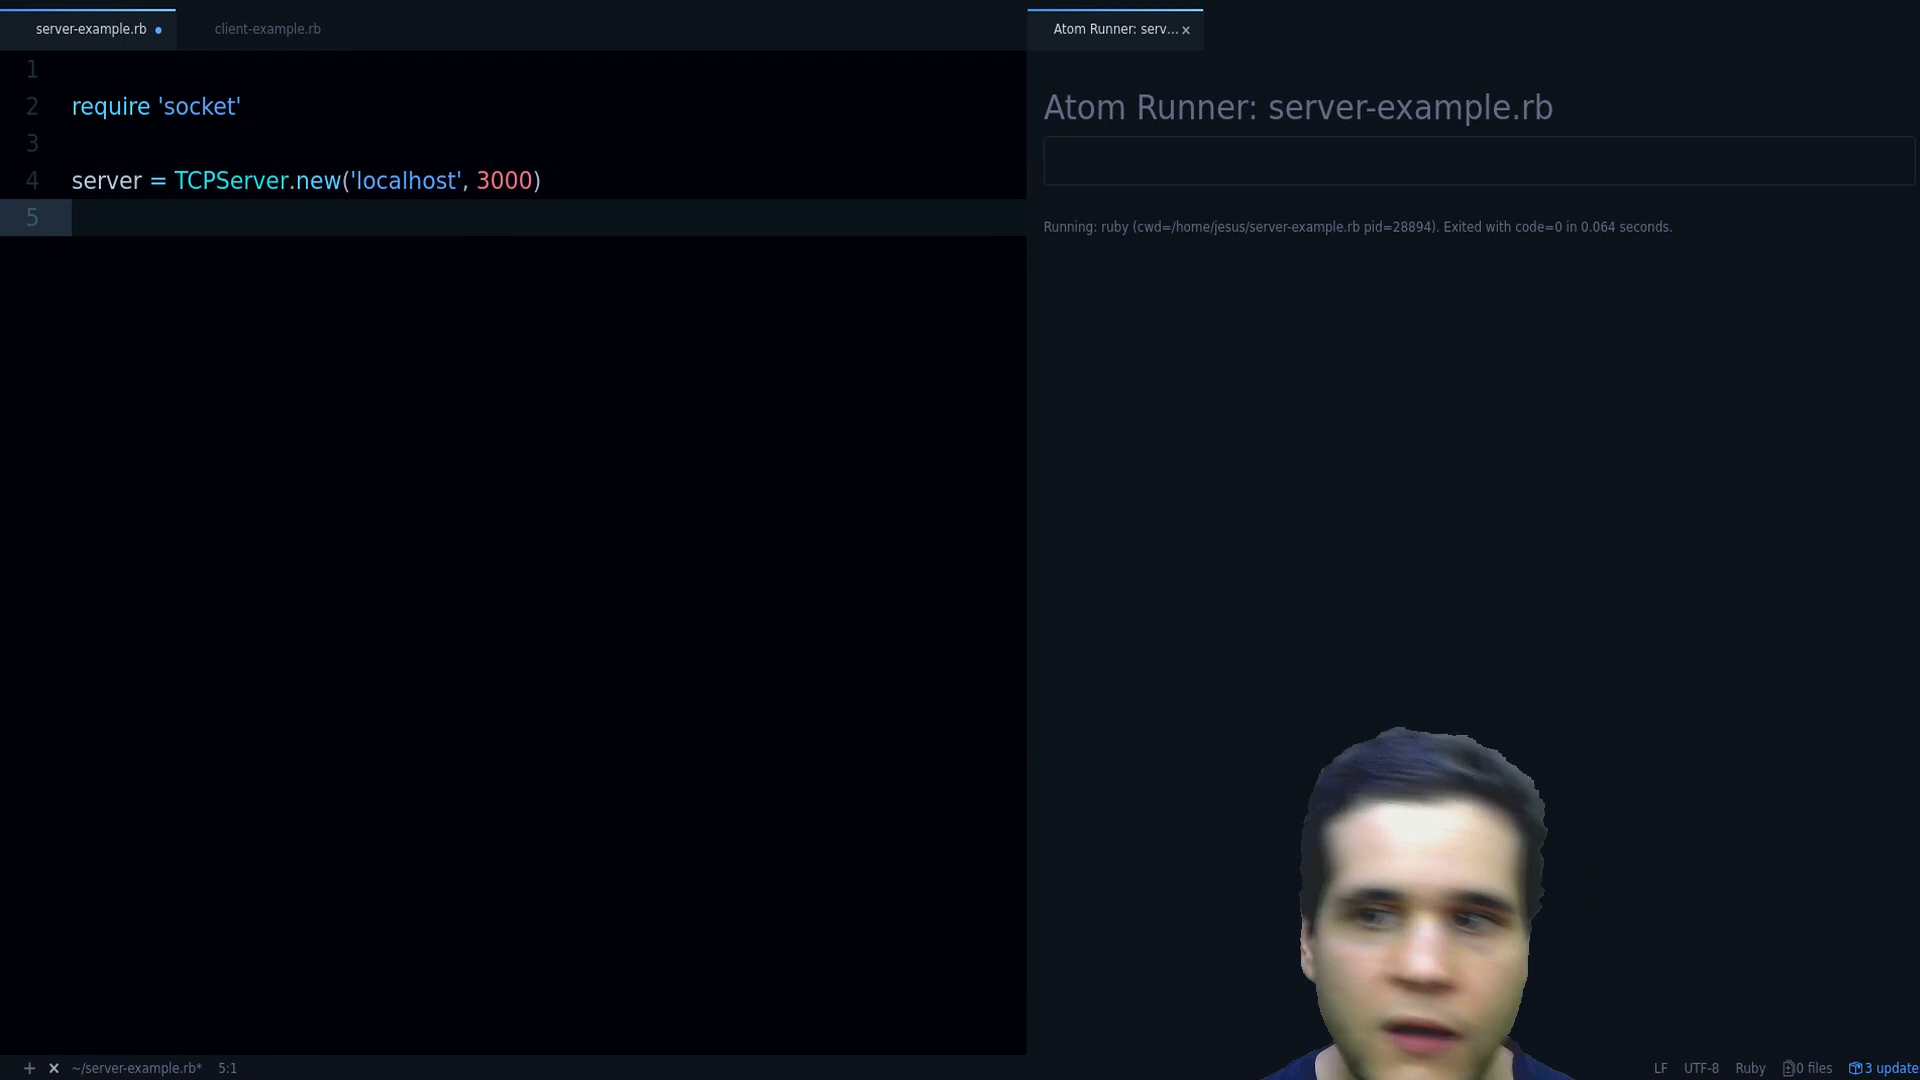 server-example.rb
client-example.rb
Atom Runner: serv...
1
2 require 'socket'
3
4 server = TCPServer.new('localhost', 3000)
5
Atom Runner: server-example.rb
Running: ruby (cwd=/home/jesus/server-example.rb pid=28894). Exited with code=0 in 0.064 seconds.
~/server-example.rb* 5:1
LF UTF-8 Ruby 0 files 3 update